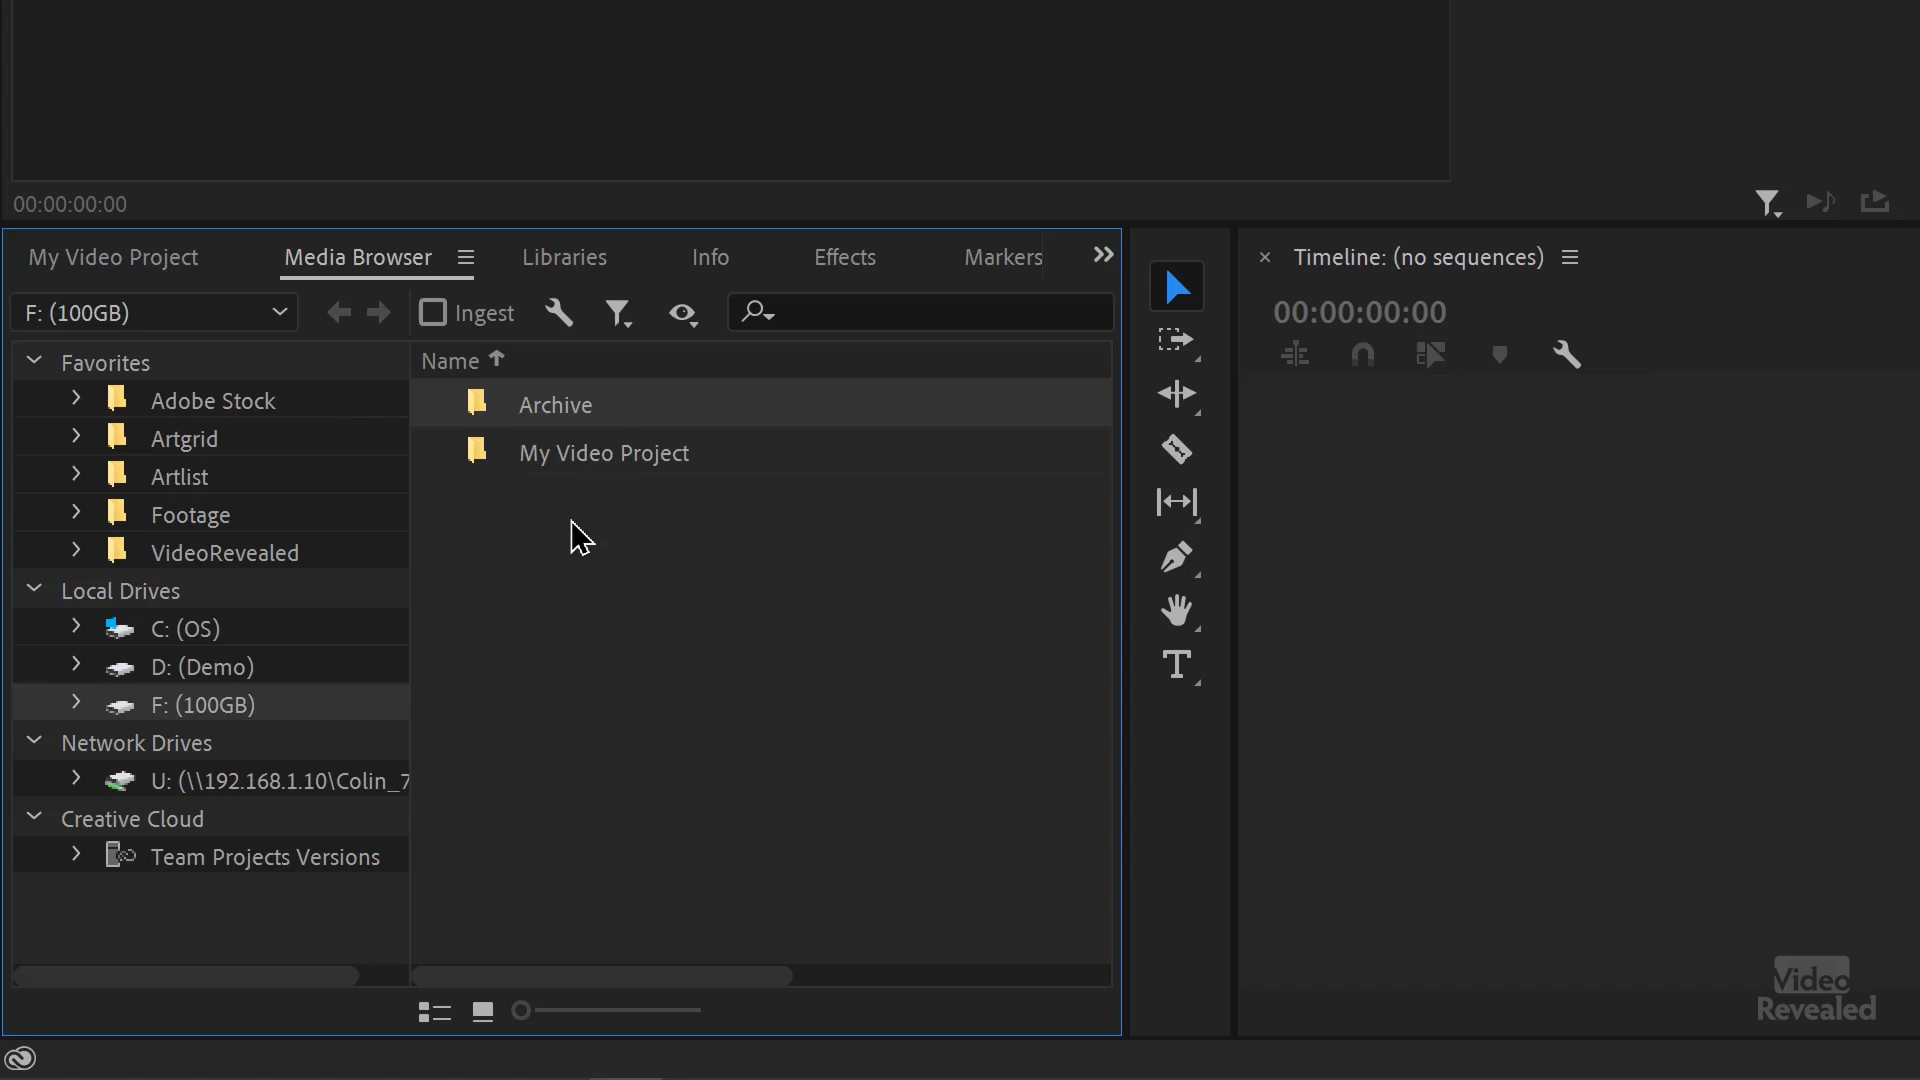 00:00:00:00
My Video Project
Media Browser
Libraries
Info
Effects
Markers
F: (100GB)
Ingest
Favorites
Adobe Stock
Artgrid
Artlist
Footage
VideoRevealed
Local Drives
C: (OS)
D: (Demo)
F: (100GB)
Network Drives
U: (\\192.168.1.10\Colin_7
Creative Cloud
Team Projects Versions
Name
Archive
My Video Project
T
Timeline: (no sequences)
00:00:00:00
Video
Revealed